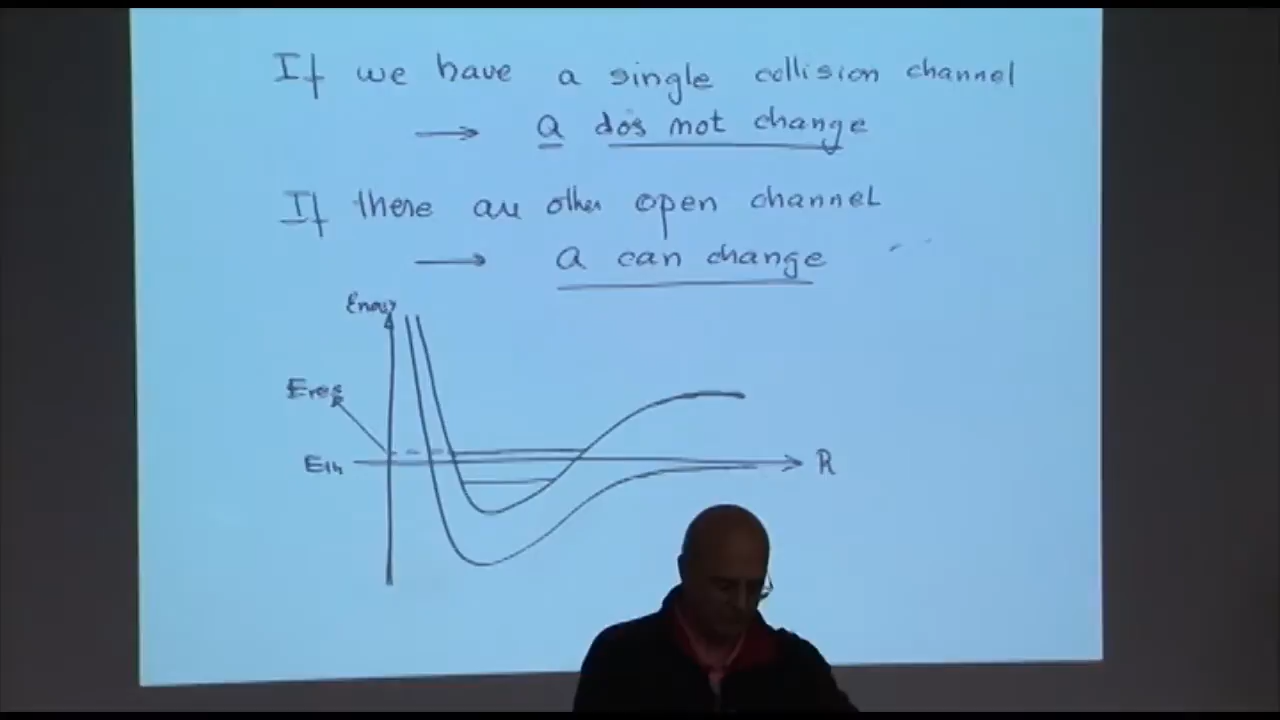 If we have a single collision channel
→ a dos not change
If there are other open channel
→ a can change
Energy
Eres
Eth
R